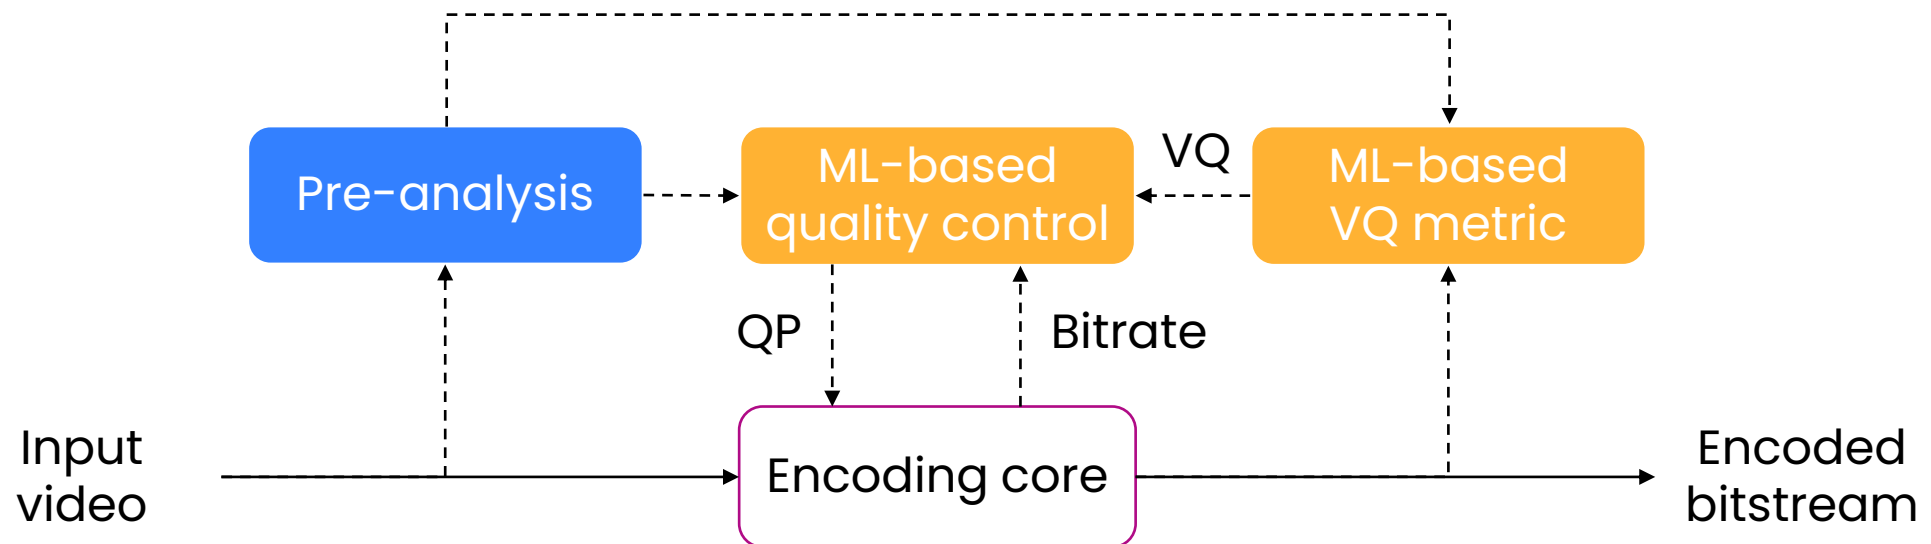 Pre-analysis
ML-based
quality control
VQ
ML-based
VQ metric
QP
Bitrate
Input
video
Encoding core
Encoded
bitstream